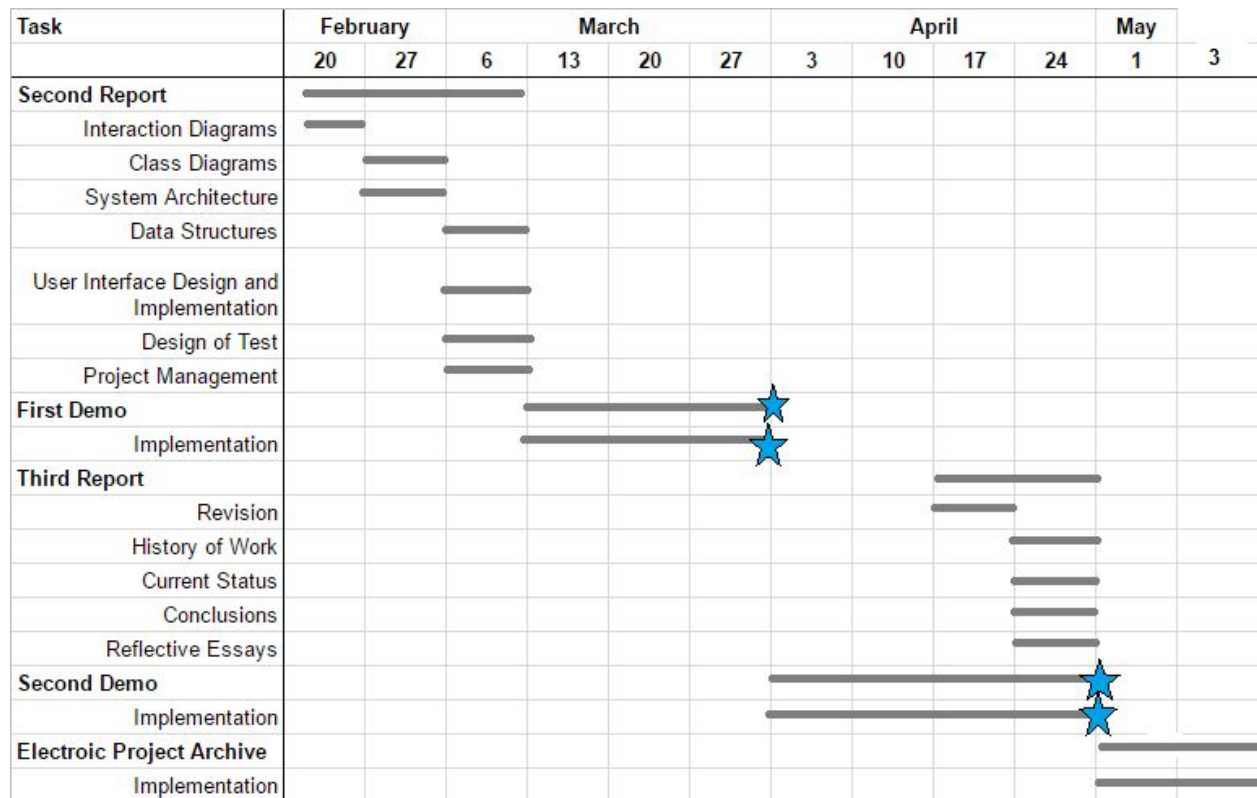 Task February March April May
20 27 6 13 20 27 3 10 17 24 1 3
Second Report
Interaction Diagrams
Class Diagrams
System Architecture
Data Structures
User Interface Design and
Implementation
Design of Test
Project Management
First Demo
Implementation
Third Report
Revision
History of Work
Current Status
Conclusions
Reflective Essays
Second Demo
Implementation
Electroic Project Archive
Implementation